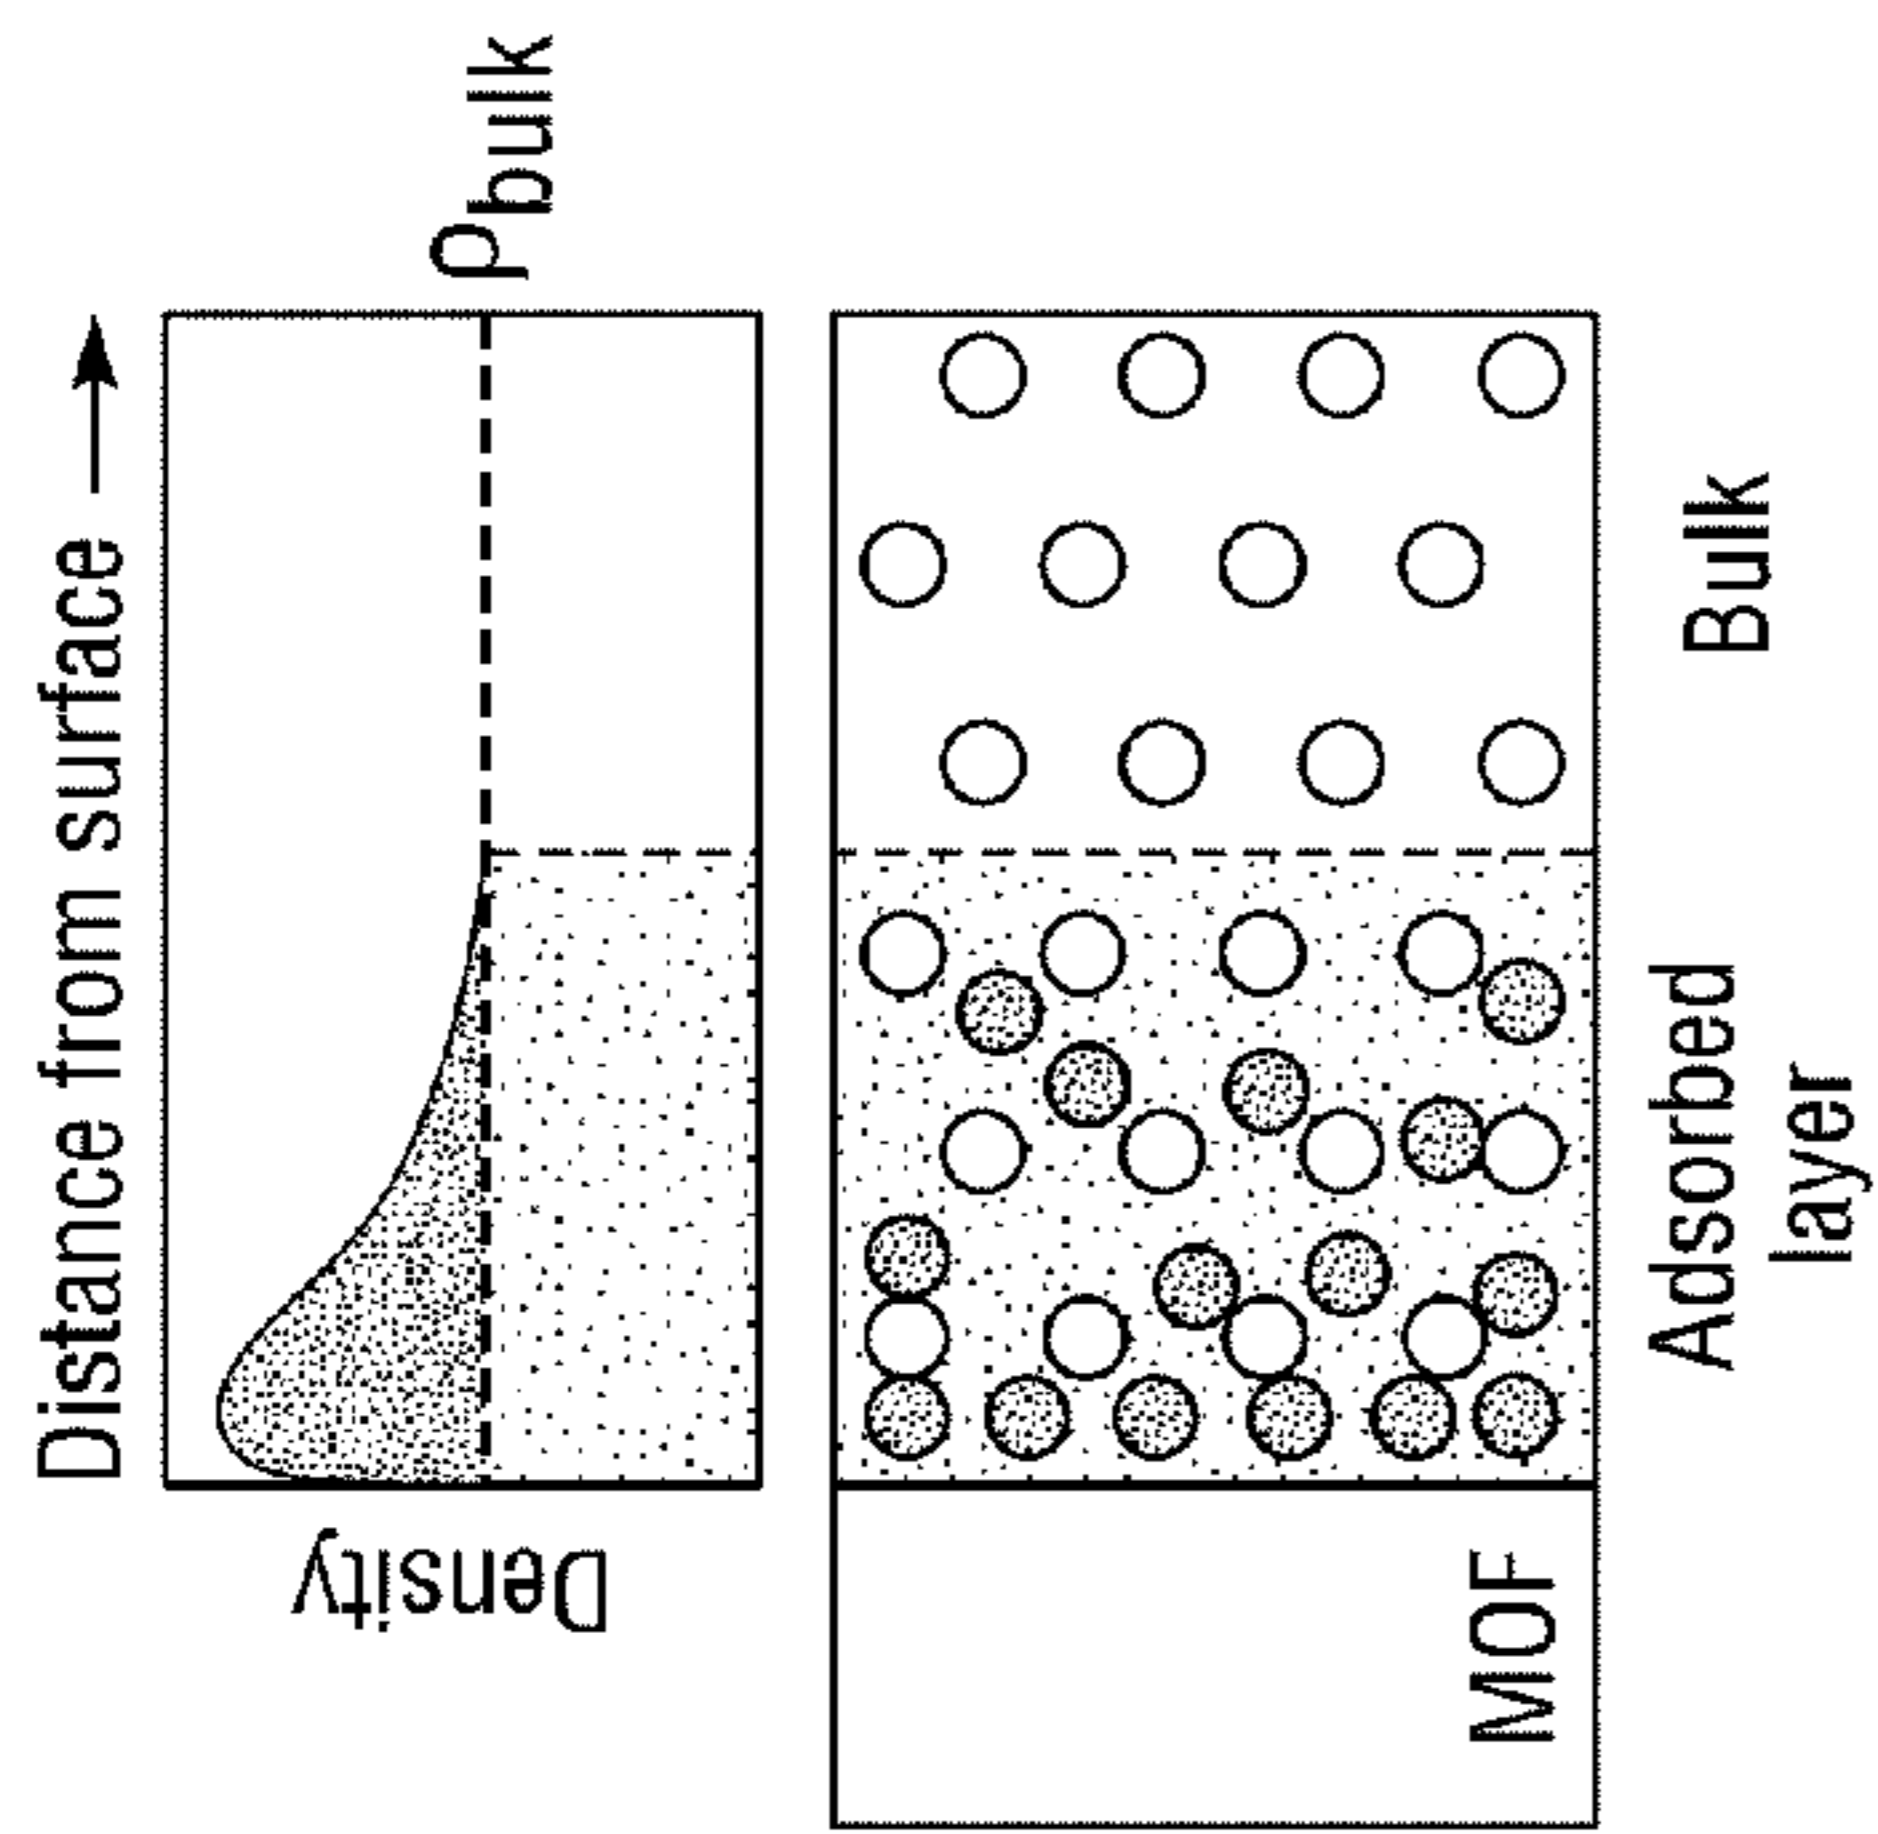 Distance from surface
ρbulk
Density
MOF
Adsorbed
layer
Bulk